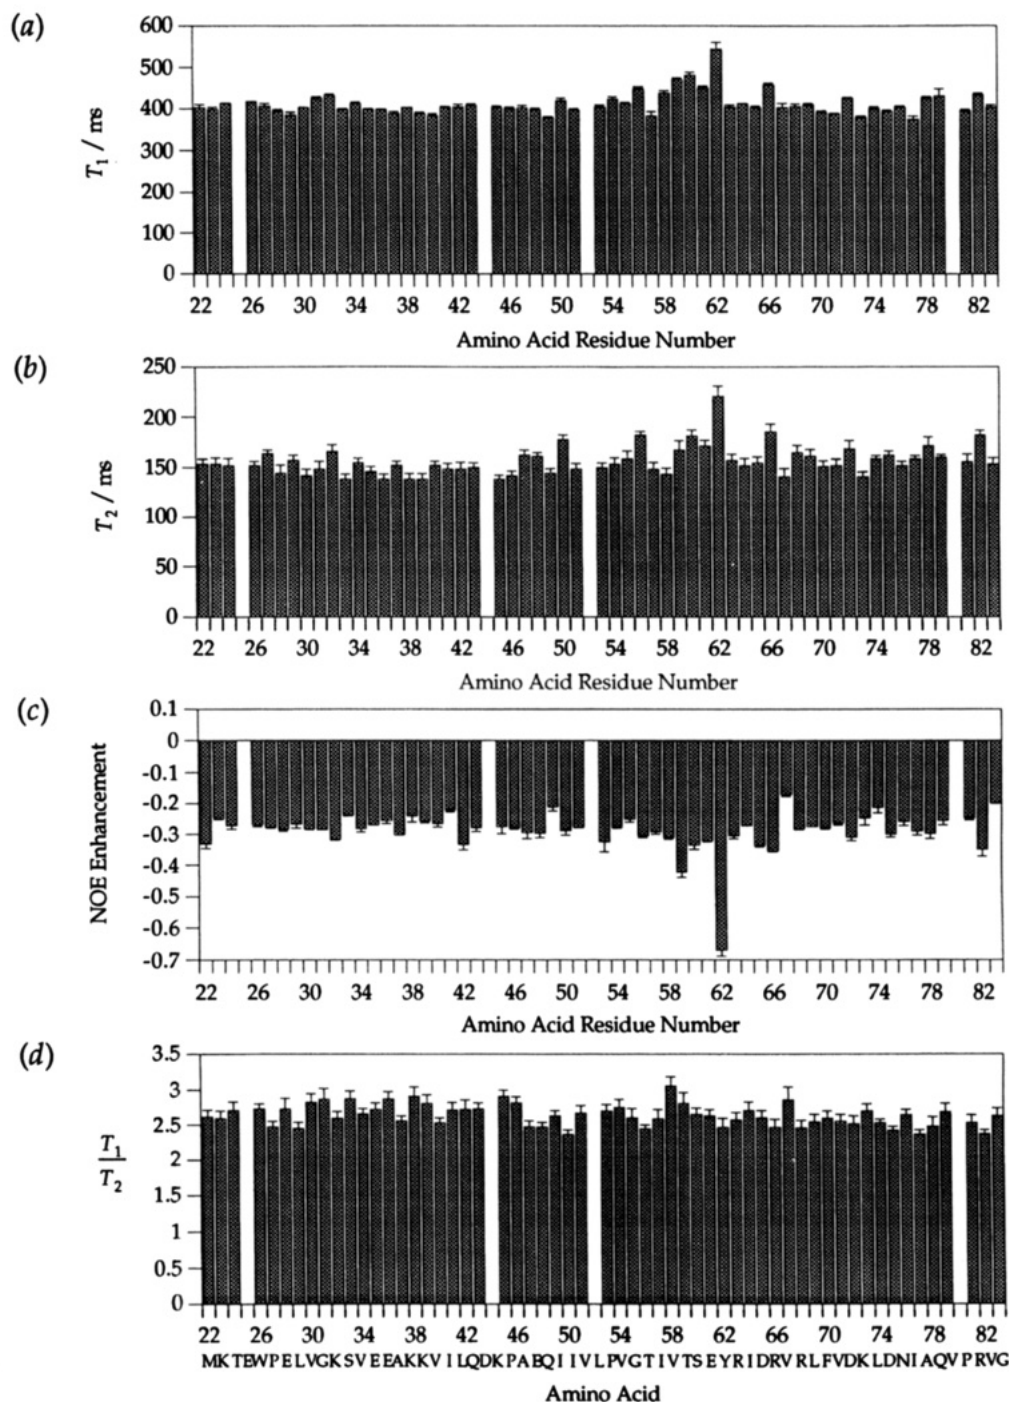 (a)
600
500
400
300
200
100
0
T1 / ms
22 26 30 34 38 42 46 50 54 58 62 66 70 74 78 82
Amino Acid Residue Number
(b)
250
200
150
100
50
0
T2 / ms
22 26 30 34 38 42 46 50 54 58 62 66 70 74 78 82
Amino Acid Residue Number
(c)
0.1
0
-0.1
-0.2
-0.3
-0.4
-0.5
-0.6
-0.7
NOE Enhancement
22 26 30 34 38 42 46 50 54 58 62 66 70 74 78 82
Amino Acid Residue Number
(d)
3.5
3
2.5
2
1.5
1
0.5
0
T1
T2
22 26 30 34 38 42 46 50 54 58 62 66 70 74 78 82
MKTEWPELVGKSVEEAKKVILQDKPAEQIIVLPVGTIVTSEYRIDRVRLFVDKLDNIAQVPRVG
Amino Acid